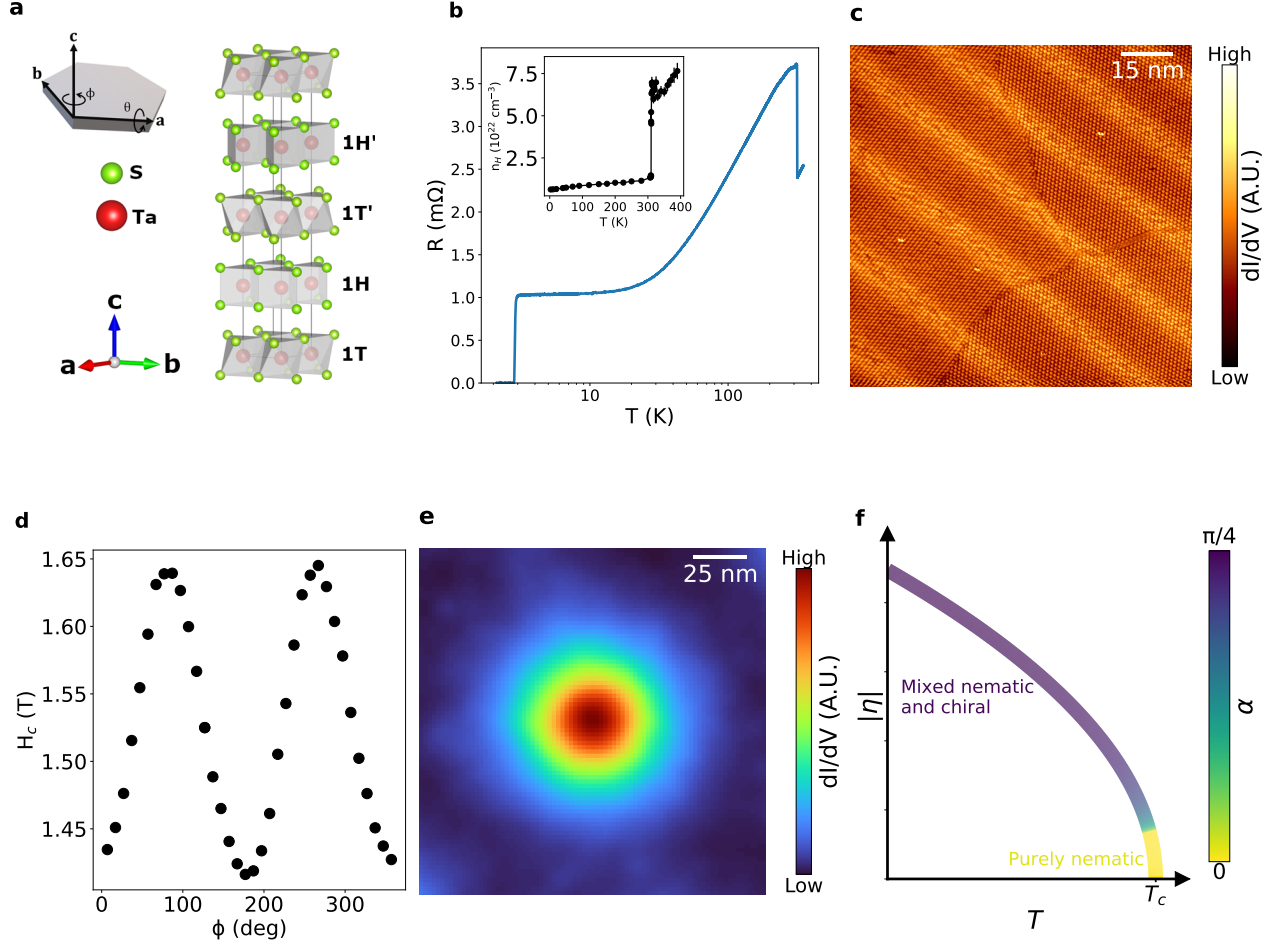 a
c
b
ϕ
θ
a
S
Ta
c
a
b
1H'
1T'
1H
1T
b
R (mΩ)
3.5
3.0
2.5
2.0
1.5
1.0
0.5
0.0
10
100
T (K)
n_H (10^22 cm^−3)
7.5
5.0
2.5
0
100
200
300
400
T (K)
c
15 nm
High
dI/dV (A.U.)
Low
d
H_c (T)
1.65
1.60
1.55
1.50
1.45
0
100
200
300
ϕ (deg)
e
25 nm
High
dI/dV (A.U.)
Low
f
|η|
Mixed nematic
and chiral
Purely nematic
T_c
T
π/4
α
0